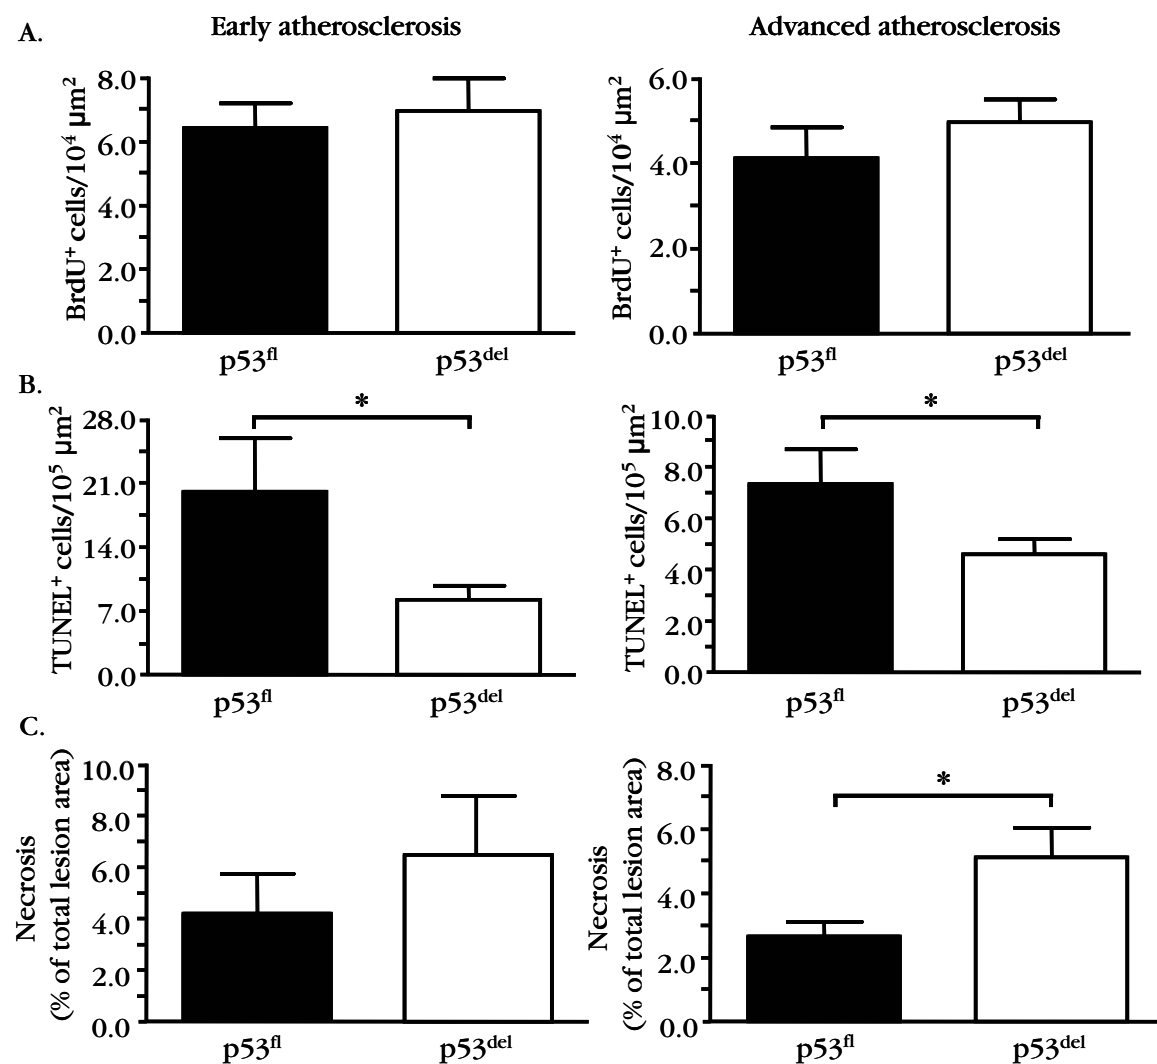 A.
Early atherosclerosis
Advanced atherosclerosis
BrdU⁺ cells/10⁴ µm²
8.0
6.0
4.0
2.0
0.0
p53ᶠˡ
p53ᵈᵉˡ
BrdU⁺ cells/10⁴ µm²
6.0
4.0
2.0
0.0
p53ᶠˡ
p53ᵈᵉˡ
B.
TUNEL⁺ cells/10⁵ µm²
28.0
21.0
14.0
7.0
0.0
*
p53ᶠˡ
p53ᵈᵉˡ
TUNEL⁺ cells/10⁵ µm²
10.0
8.0
6.0
4.0
2.0
0.0
*
p53ᶠˡ
p53ᵈᵉˡ
C.
Necrosis
(% of total lesion area)
10.0
8.0
6.0
4.0
2.0
0.0
p53ᶠˡ
p53ᵈᵉˡ
Necrosis
(% of total lesion area)
8.0
6.0
4.0
2.0
0.0
*
p53ᶠˡ
p53ᵈᵉˡ